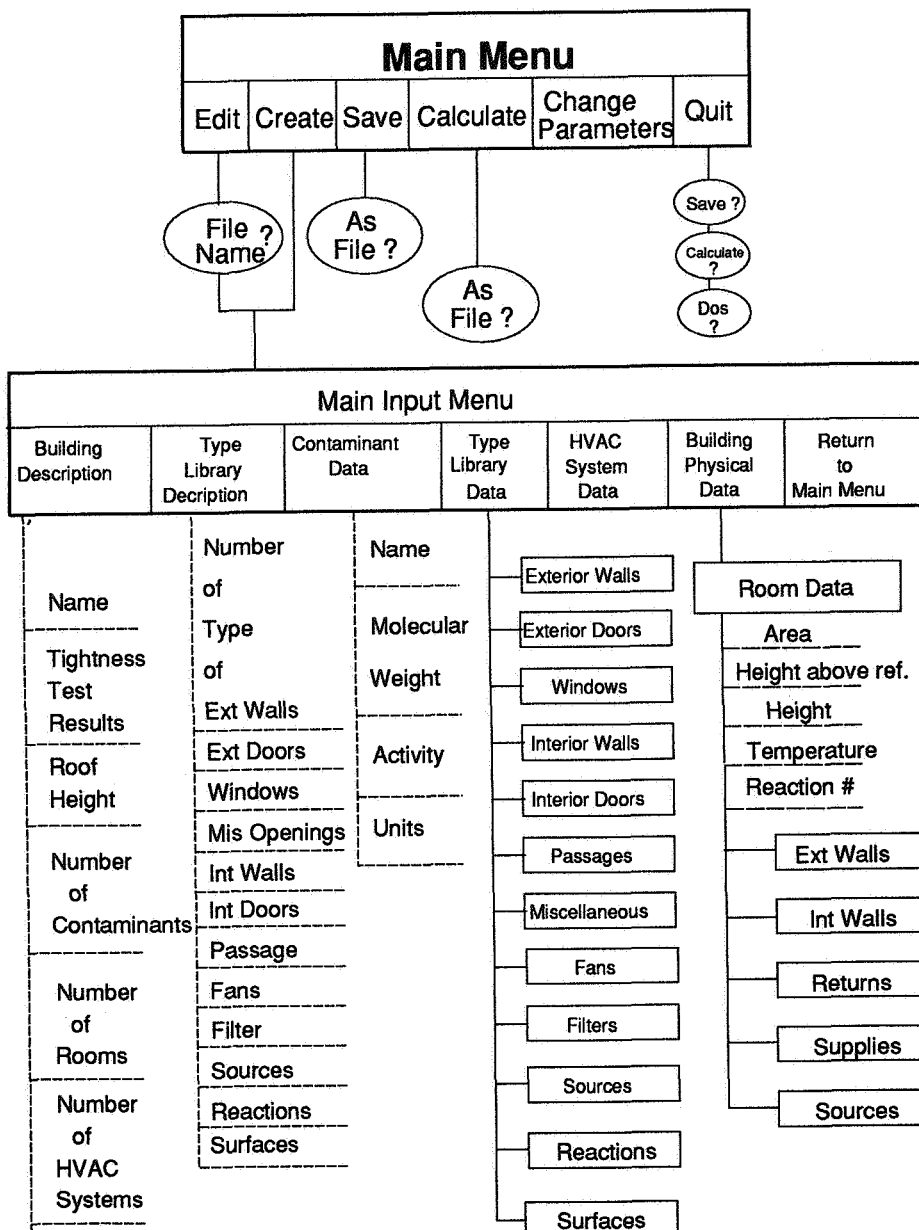 Main Menu
Edit
Create
Save
Calculate
Change
Parameters
Quit
File ?
Name
As
File ?
As
File ?
Save ?
Calculate
?
Dos
?
Main Input Menu
Building
Description
Type
Library
Decription
Contaminant
Data
Type
Library
Data
HVAC
System
Data
Building
Physical
Data
Return
to
Main Menu
Name
Tightness
Test
Results
Roof
Height
Number
of
Contaminants
Number
of
Rooms
Number
of
HVAC
Systems
Number
of
Type
of
Ext Walls
Ext Doors
Windows
Mis Openings
Int Walls
Int Doors
Passage
Fans
Filter
Sources
Reactions
Surfaces
Name
Molecular
Weight
Activity
Units
Exterior Walls
Exterior Doors
Windows
Interior Walls
Interior Doors
Passages
Miscellaneous
Fans
Filters
Sources
Reactions
Surfaces
Room Data
Area
Height above ref.
Height
Temperature
Reaction #
Ext Walls
Int Walls
Returns
Supplies
Sources